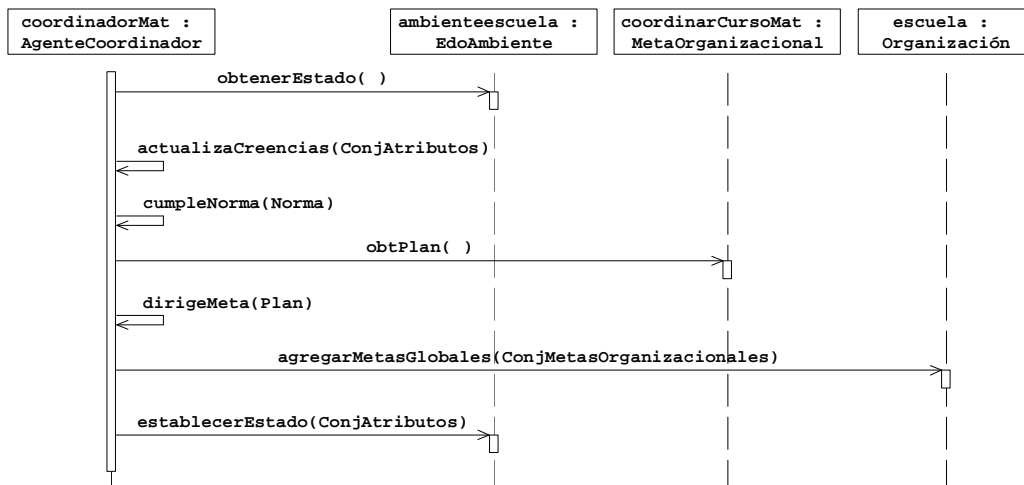 coordinadorMat :
AgenteCoordinador
ambienteescuela :
EdoAmbiente
coordinarCursoMat :
MetaOrganizacional
escuela :
Organización
obtenerEstado( )
actualizaCreencias(ConjAtributos)
cumpleNorma(Norma)
obtPlan( )
dirigeMeta(Plan)
agregarMetasGlobales(ConjMetasOrganizacionales)
establecerEstado(ConjAtributos)